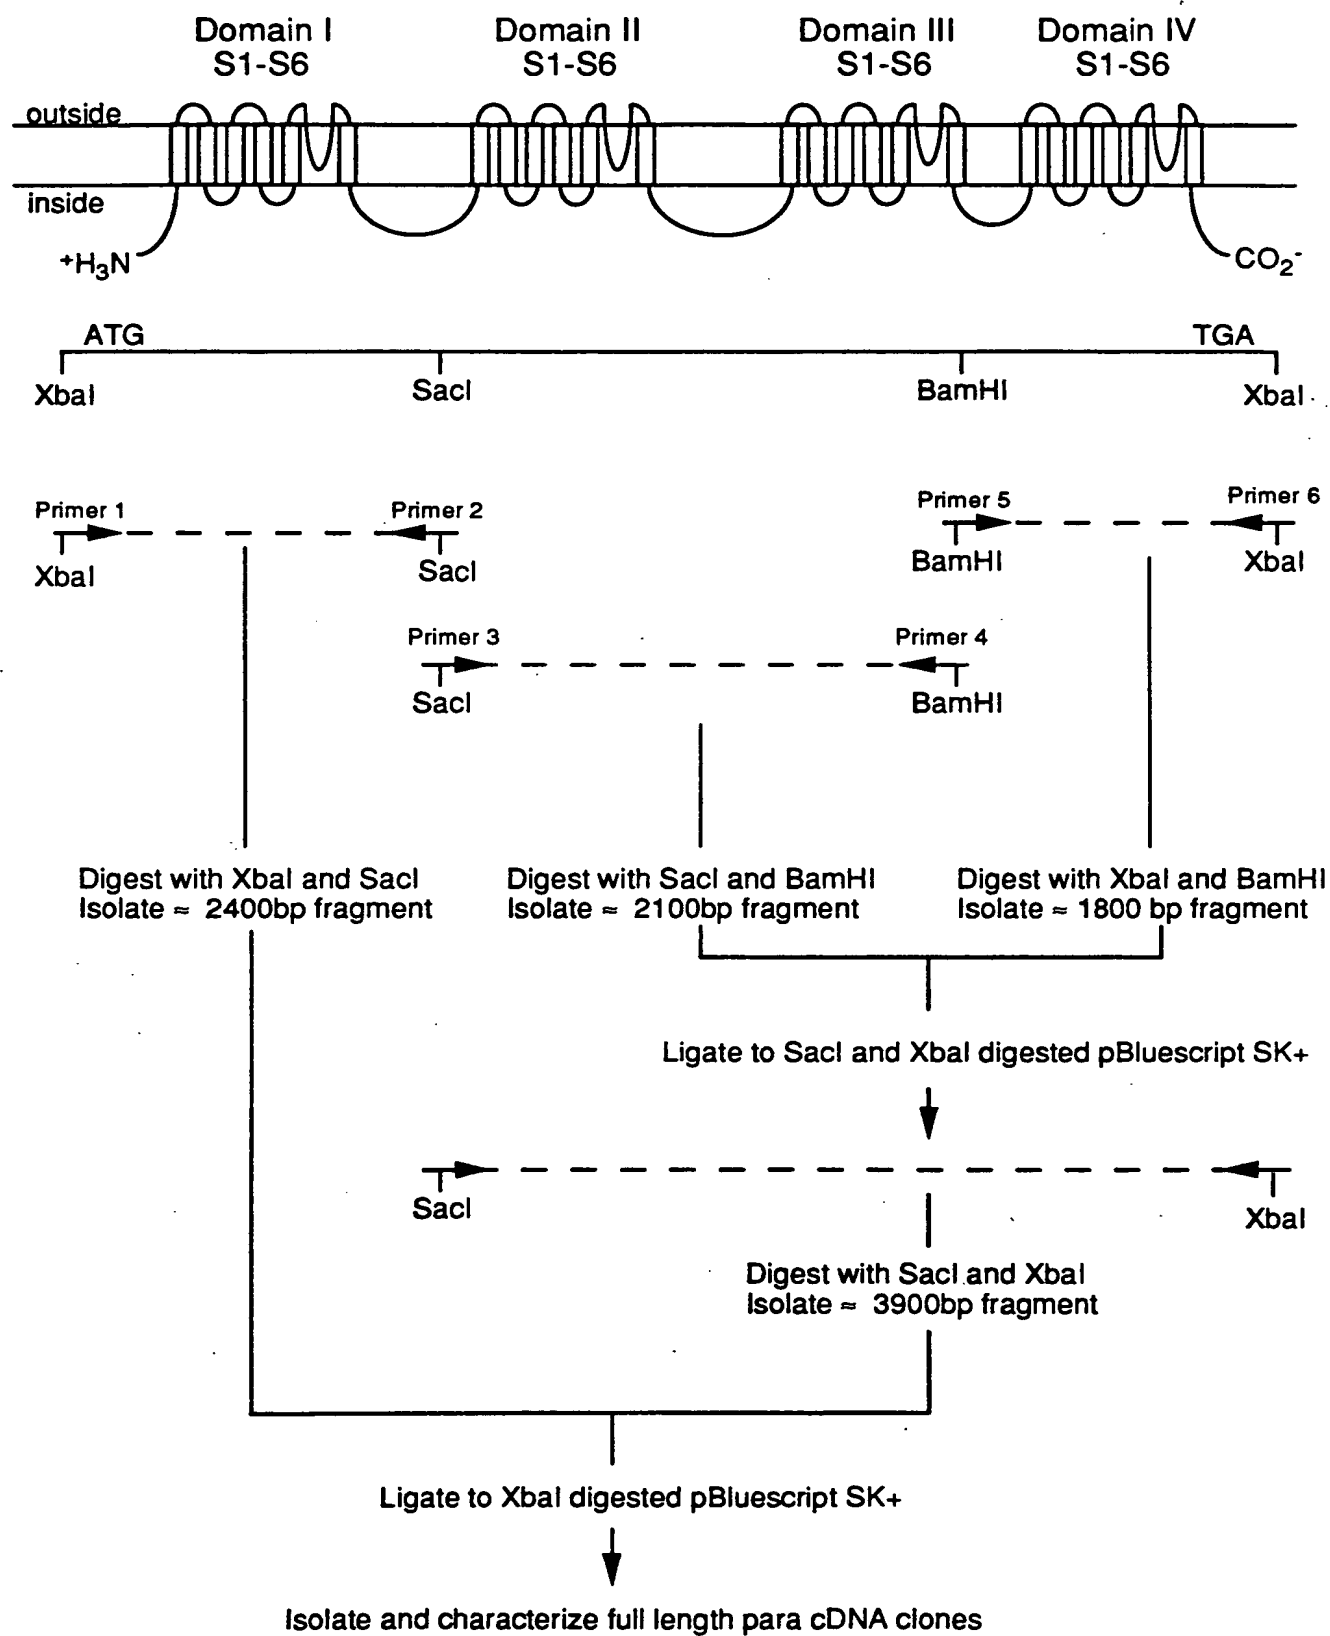 Domain I
S1-S6
Domain II
S1-S6
Domain III
S1-S6
Domain IV
S1-S6
outside
inside
+H3N
CO2-
ATG
TGA
XbaI
SacI
BamHI
XbaI
Primer 1
Primer 2
Primer 5
Primer 6
XbaI
SacI
BamHI
XbaI
Primer 3
Primer 4
SacI
BamHI
Digest with XbaI and SacI
Isolate ≈ 2400bp fragment
Digest with SacI and BamHI
Isolate ≈ 2100bp fragment
Digest with XbaI and BamHI
Isolate ≈ 1800 bp fragment
Ligate to SacI and XbaI digested pBluescript SK+
SacI
XbaI
Digest with SacI and XbaI
Isolate ≈ 3900bp fragment
Ligate to XbaI digested pBluescript SK+
Isolate and characterize full length para cDNA clones